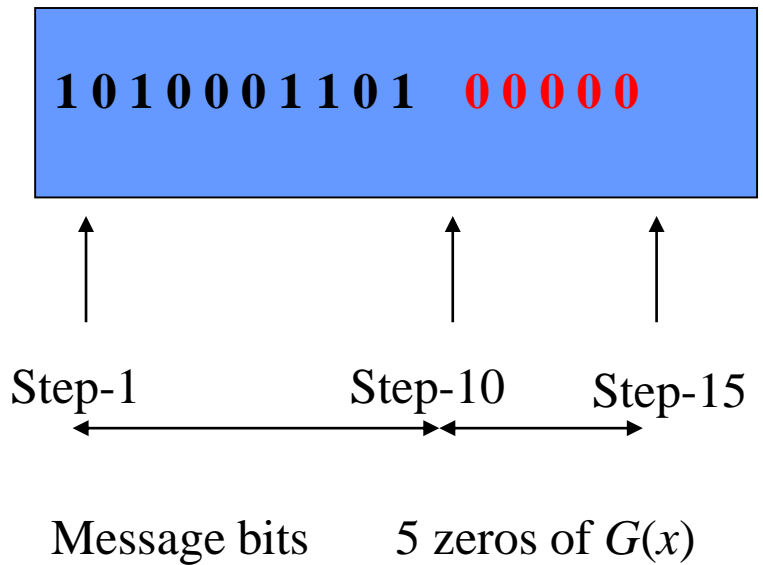 1 0 1 0 0 0 1 1 0 1 0 0 0 0 0
Step-1 Step-10 Step-15
Message bits 5 zeros of G(x)